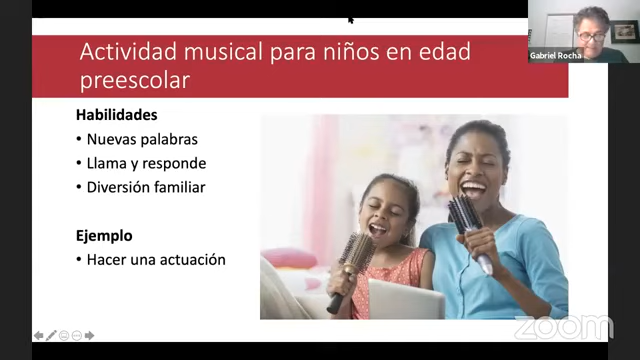 Actividad musical para niños en edad
preescolar
Habilidades
• Nuevas palabras
• Llama y responde
• Diversión familiar
Ejemplo
• Hacer una actuación
Gabriel Rocha
zoom